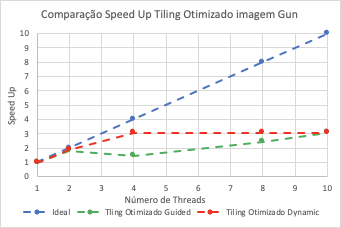 Comparação Speed Up Tiling Otimizado imagem Gun
10
9
8
7
6
5
4
3
2
1
0
Speed Up
1 2 3 4 5 6 7 8 9 10
Número de Threads
Ideal Tling Otimizado Guided Tiling Otimizado Dynamic